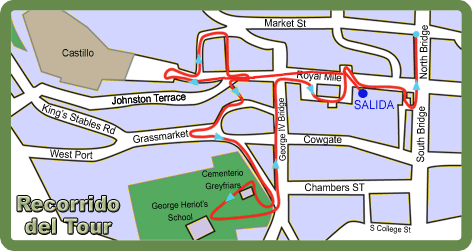 Market St
Castillo
North Bridge
Royal Mile
SALIDA
Johnston Terrace
King's Stables Rd
Grassmarket
George IV Bridge
Cowgate
South Bridge
West Port
Cementerio
Greyfriars
Chambers ST
George Heriot's
School
S College St
Recorrido
del Tour